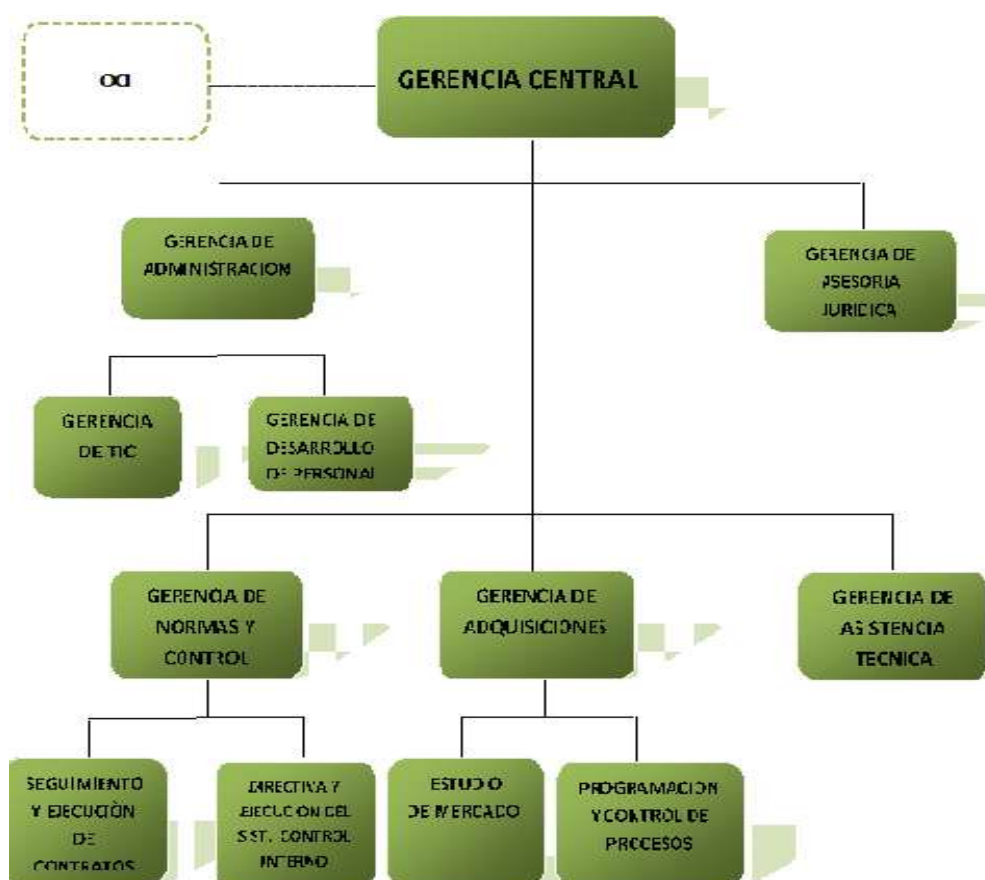 OCI
GERENCIA CENTRAL
GERENCIA DE
ADMINISTRACION
GERENCIA DE
ASESORIA
JURIDICA
GERENCIA
DE TIC
GERENCIA DE
DESARROLLO
DE PERSONAL
GERENCIA DE
NORMAS Y
CONTROL
GERENCIA DE
ADQUISICIONES
GERENCIA DE
ASISTENCIA
TECNICA
SEGUIMIENTO
Y EJECUCIÓN
DE
CONTRATOS
DIRECTIVA Y
EJECUCION DEL
SIST. CONTROL
INTERNO
ESTUDIO
DE MERCADO
PROGRAMACION
Y CONTROL DE
PROCESOS